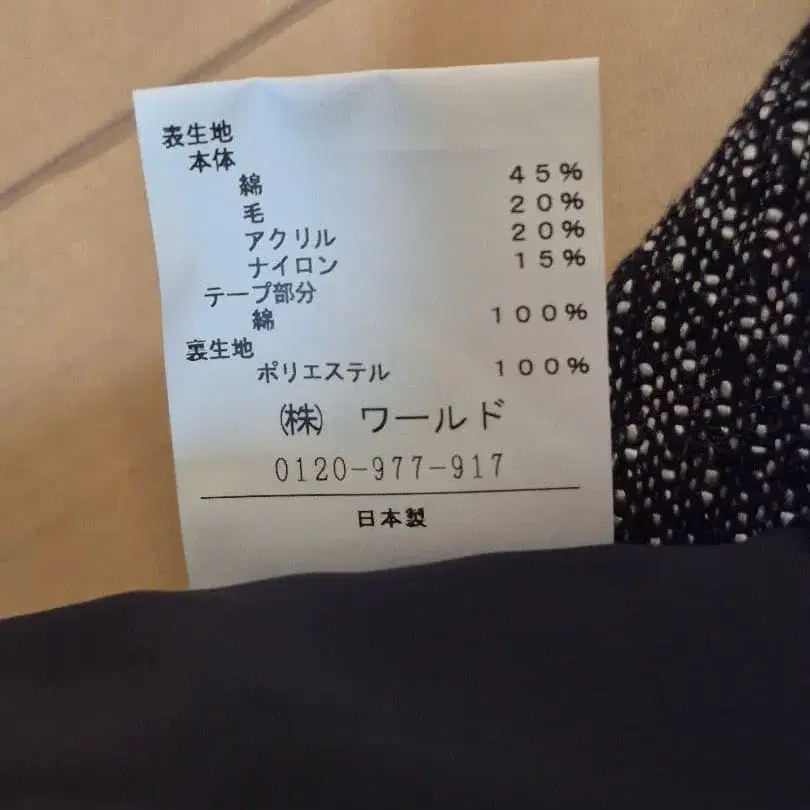 表生地
本体
綿 45%
毛 20%
アクリル 20%
ナイロン 15%
テープ部分
綿 100%
裏生地
ポリエステル 100%
㈱ ワールド
0120-977-917
日本製